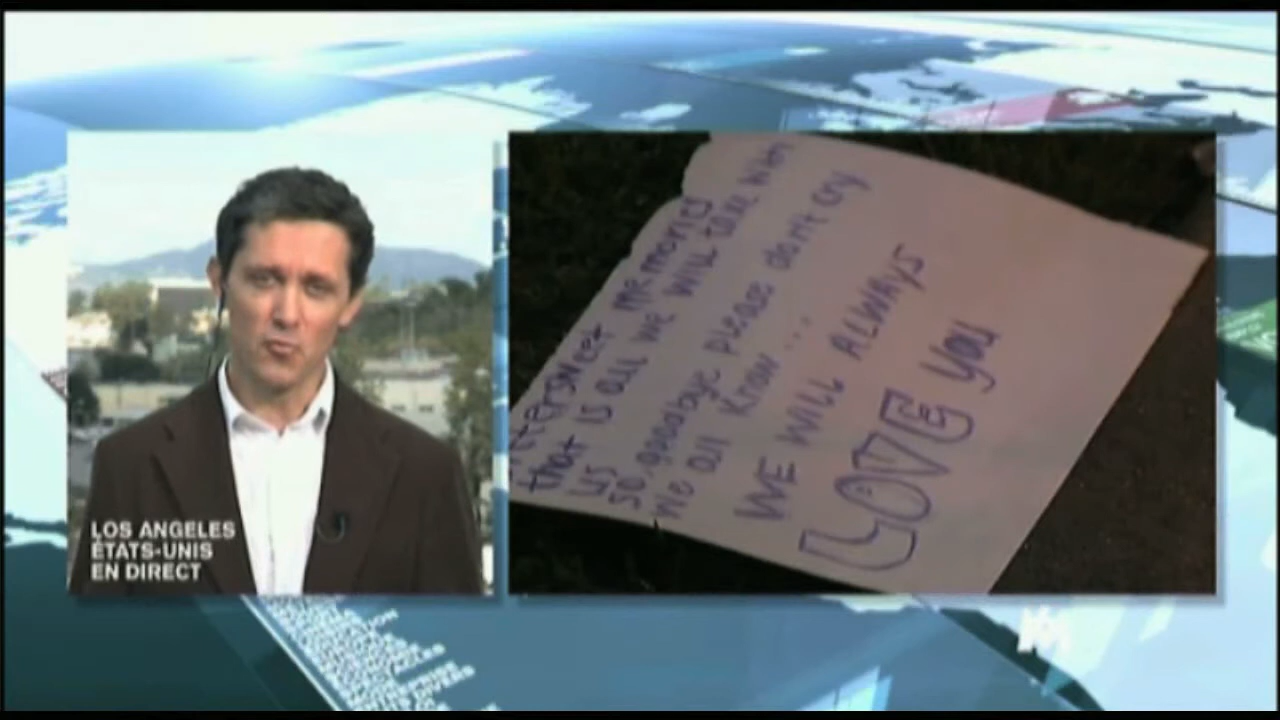 LOS ANGELES
ÉTATS-UNIS
EN DIRECT
memories
that is all we will take with
us
so goodbye please don't cry
we all know ...
WE WILL ALWAYS
LOVE you